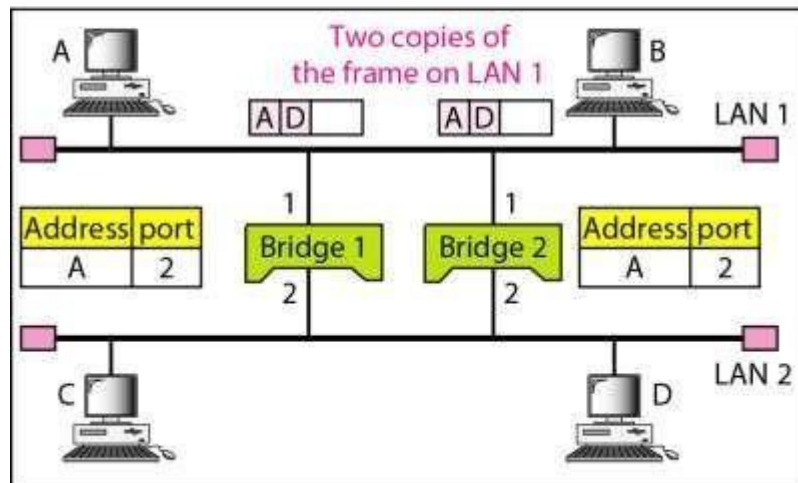 Two copies of
the frame on LAN 1
A
B
A D
A D
LAN 1
1
1
Address port
A 2
Bridge 1
Bridge 2
Address port
A 2
2
2
LAN 2
C
D